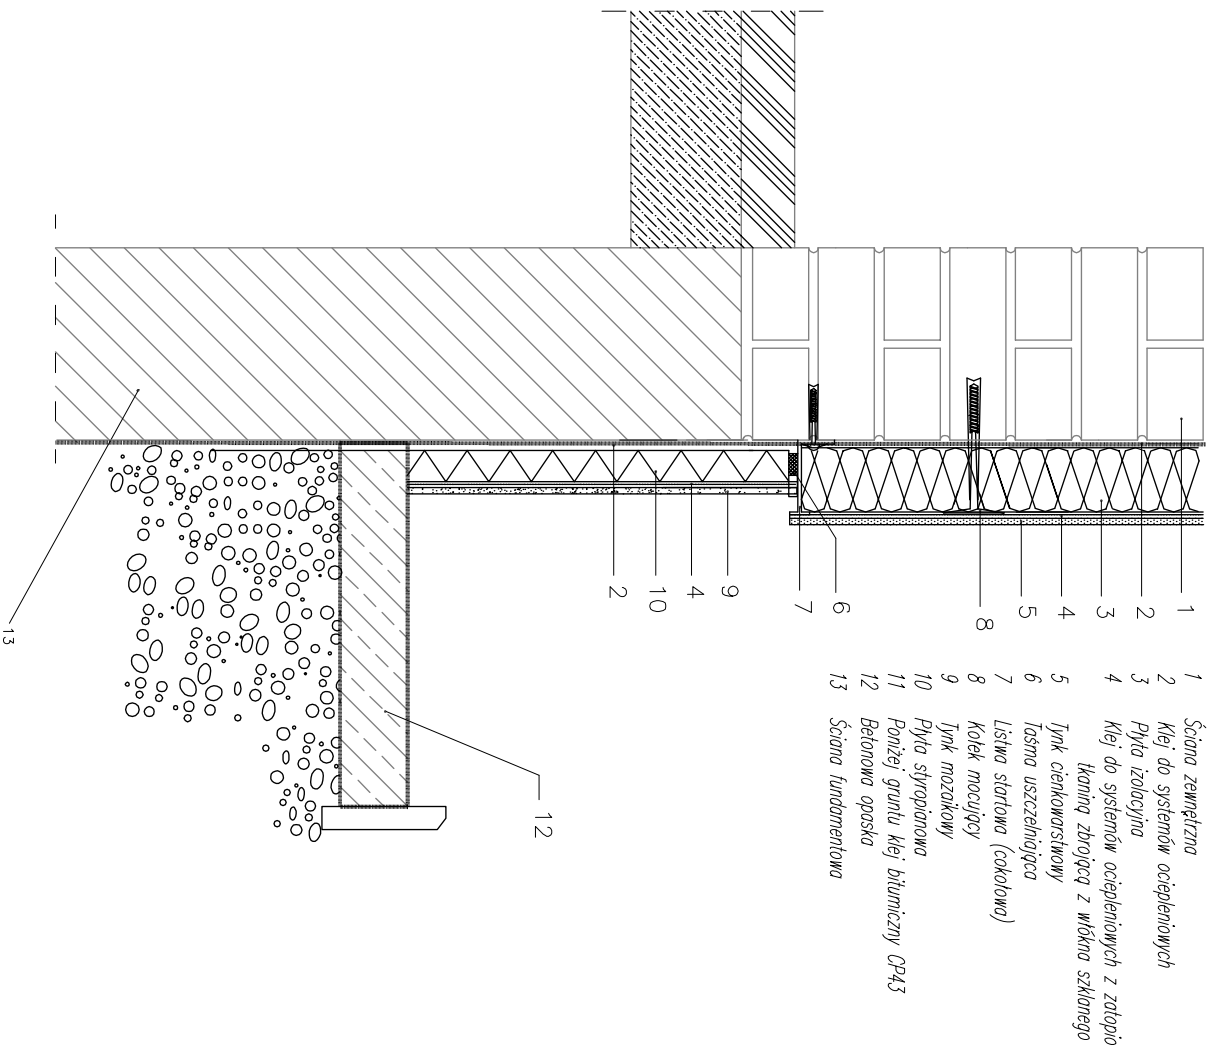 1 Ściana zewnętrzna
2 Klej do systemów ociepleniowych
3 Płyta izolacyjna
4 Klej do systemów ociepleniowych z zatopio
tkaniną zbrojącą z włókna szklanego
5 Tynk cienkowarstwowy
6 Taśma uszczelniająca
7 Listwa startowa (cokołowa)
8 Kołek mocujący
9 Tynk mozaikowy
10 Płyta styropianowa
11 Poniżej gruntu klej bitumiczny CP43
12 Betonowa opaska
13 Ściana fundamentowa
1
2
3
4
5
8
6
7
9
4
10
2
12
13